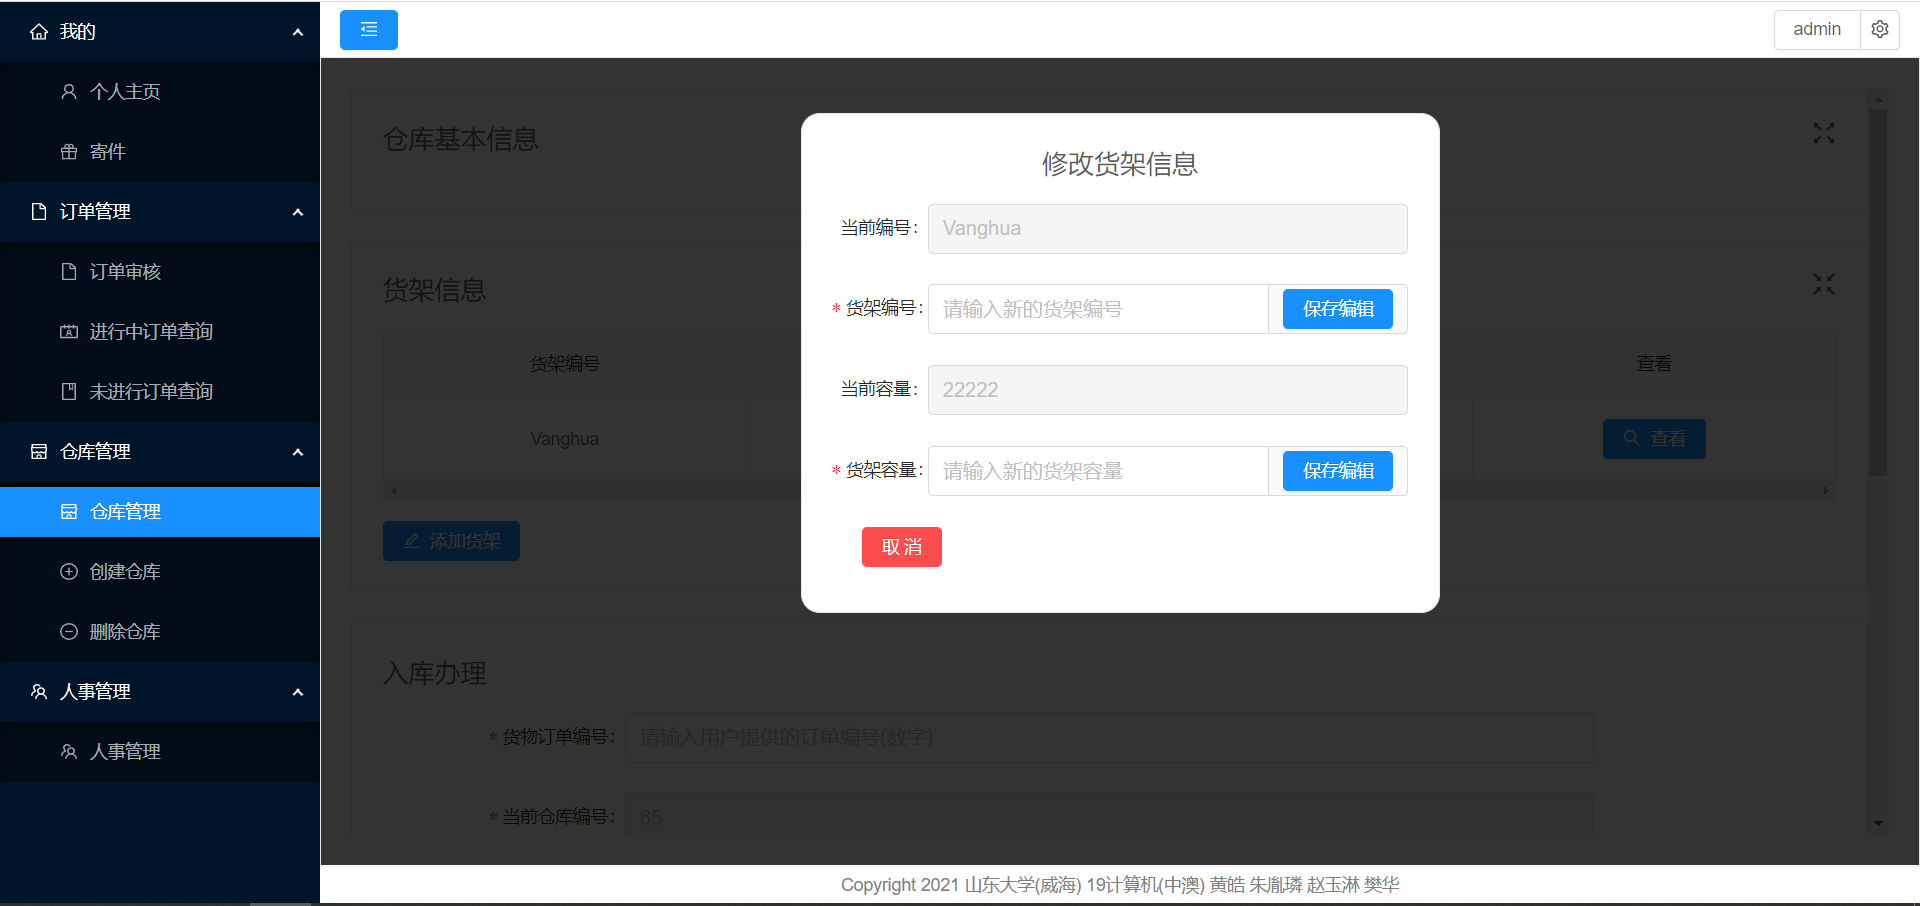 我的
个人主页
寄件
订单管理
订单审核
进行中订单查询
未进行订单查询
仓库管理
仓库管理
创建仓库
删除仓库
人事管理
人事管理
admin
仓库基本信息
货架信息
货架编号
查看
Vanghua
查看
添加货架
修改货架信息
当前编号: Vanghua
* 货架编号: 请输入新的货架编号 保存编辑
当前容量: 22222
* 货架容量: 请输入新的货架容量 保存编辑
取 消
入库办理
* 货物订单编号: 请输入用户提供的订单编号(数字)
* 当前仓库编号: 65
Copyright 2021 山东大学(威海) 19计算机(中澳) 黄皓 朱胤璘 赵玉淋 樊华